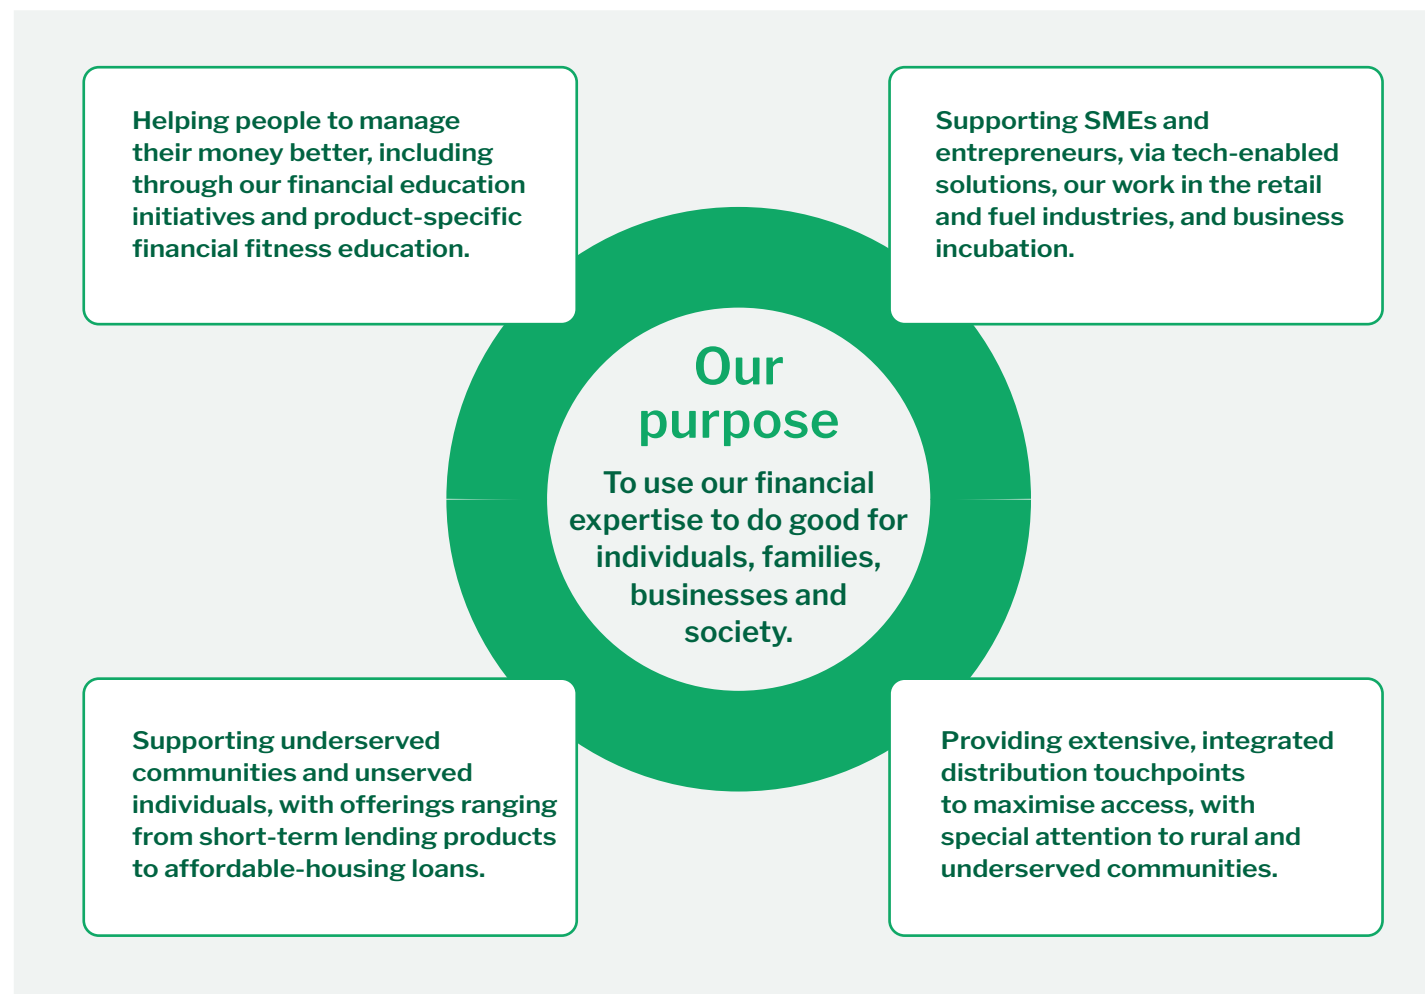 Helping people to manage
their money better, including
through our financial education
initiatives and product-specific
financial fitness education.
Supporting SMEs and
entrepreneurs, via tech-enabled
solutions, our work in the retail
and fuel industries, and business
incubation.
Our
purpose
To use our financial
expertise to do good for
individuals, families,
businesses and
society.
Supporting underserved
communities and unserved
individuals, with offerings ranging
from short-term lending products
to affordable-housing loans.
Providing extensive, integrated
distribution touchpoints
to maximise access, with
special attention to rural and
underserved communities.